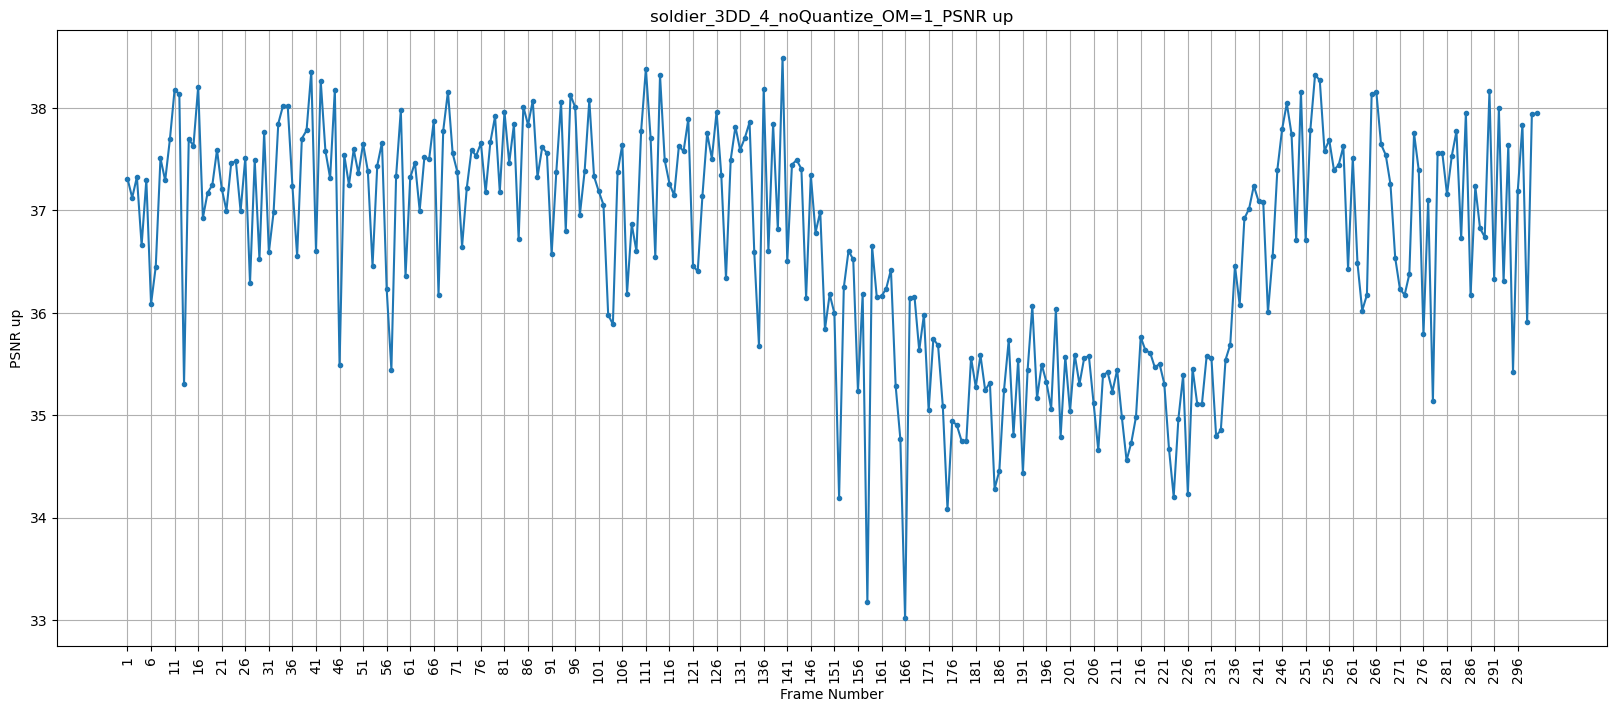 soldier_3DD_4_noQuantize_OM=1_PSNR up
PSNR up
38
37
36
35
34
33
1 6 11 16 21 26 31 36 41 46 51 56 61 66 71 76 81 86 91 96 101 106 111 116 121 126 131 136 141 146 151 156 161 166 171 176 181 186 191 196 201 206 211 216 221 226 231 236 241 246 251 256 261 266 271 276 281 286 291 296
Frame Number